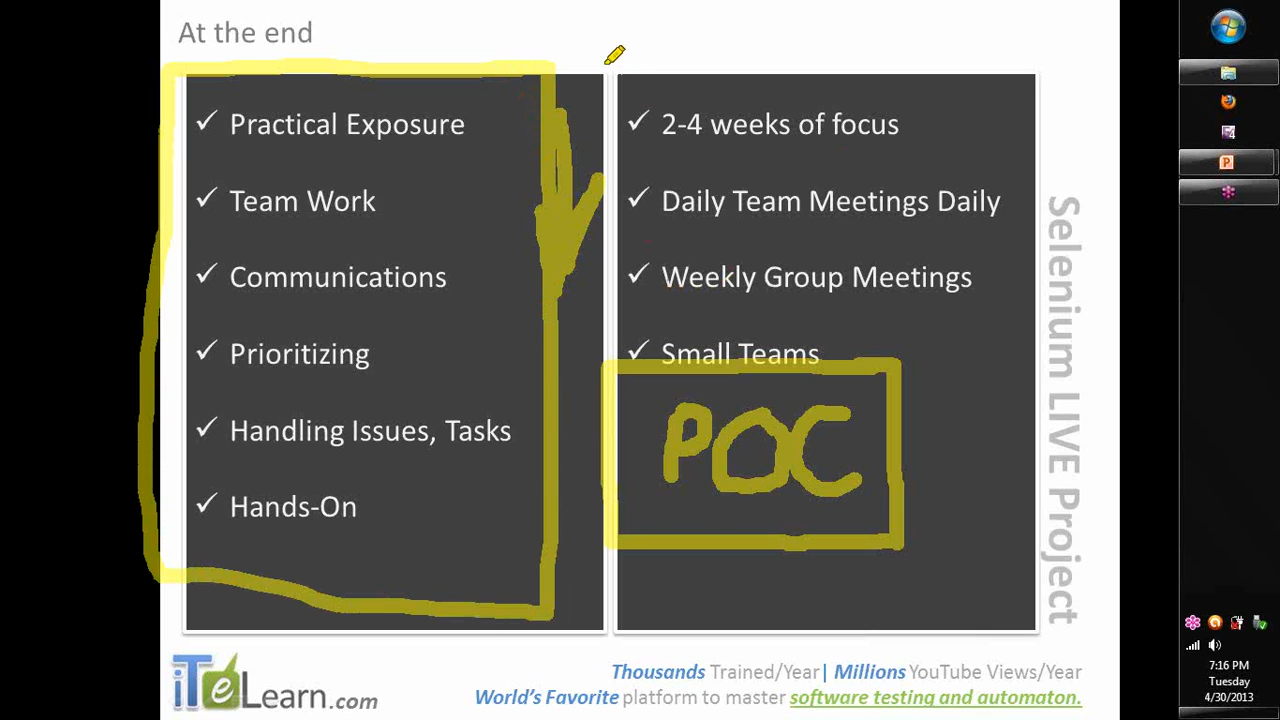 At the end
✓ Practical Exposure
✓ Team Work
✓ Communications
✓ Prioritizing
✓ Handling Issues, Tasks
✓ Hands-On
✓ 2-4 weeks of focus
✓ Daily Team Meetings Daily
✓ Weekly Group Meetings
✓ Small Teams
POC
Selenium LIVE Project
iTeLearn.com
Thousands Trained/Year| Millions YouTube Views/Year
World's Favorite platform to master software testing and automaton.
7:16 PM
Tuesday
4/30/2013